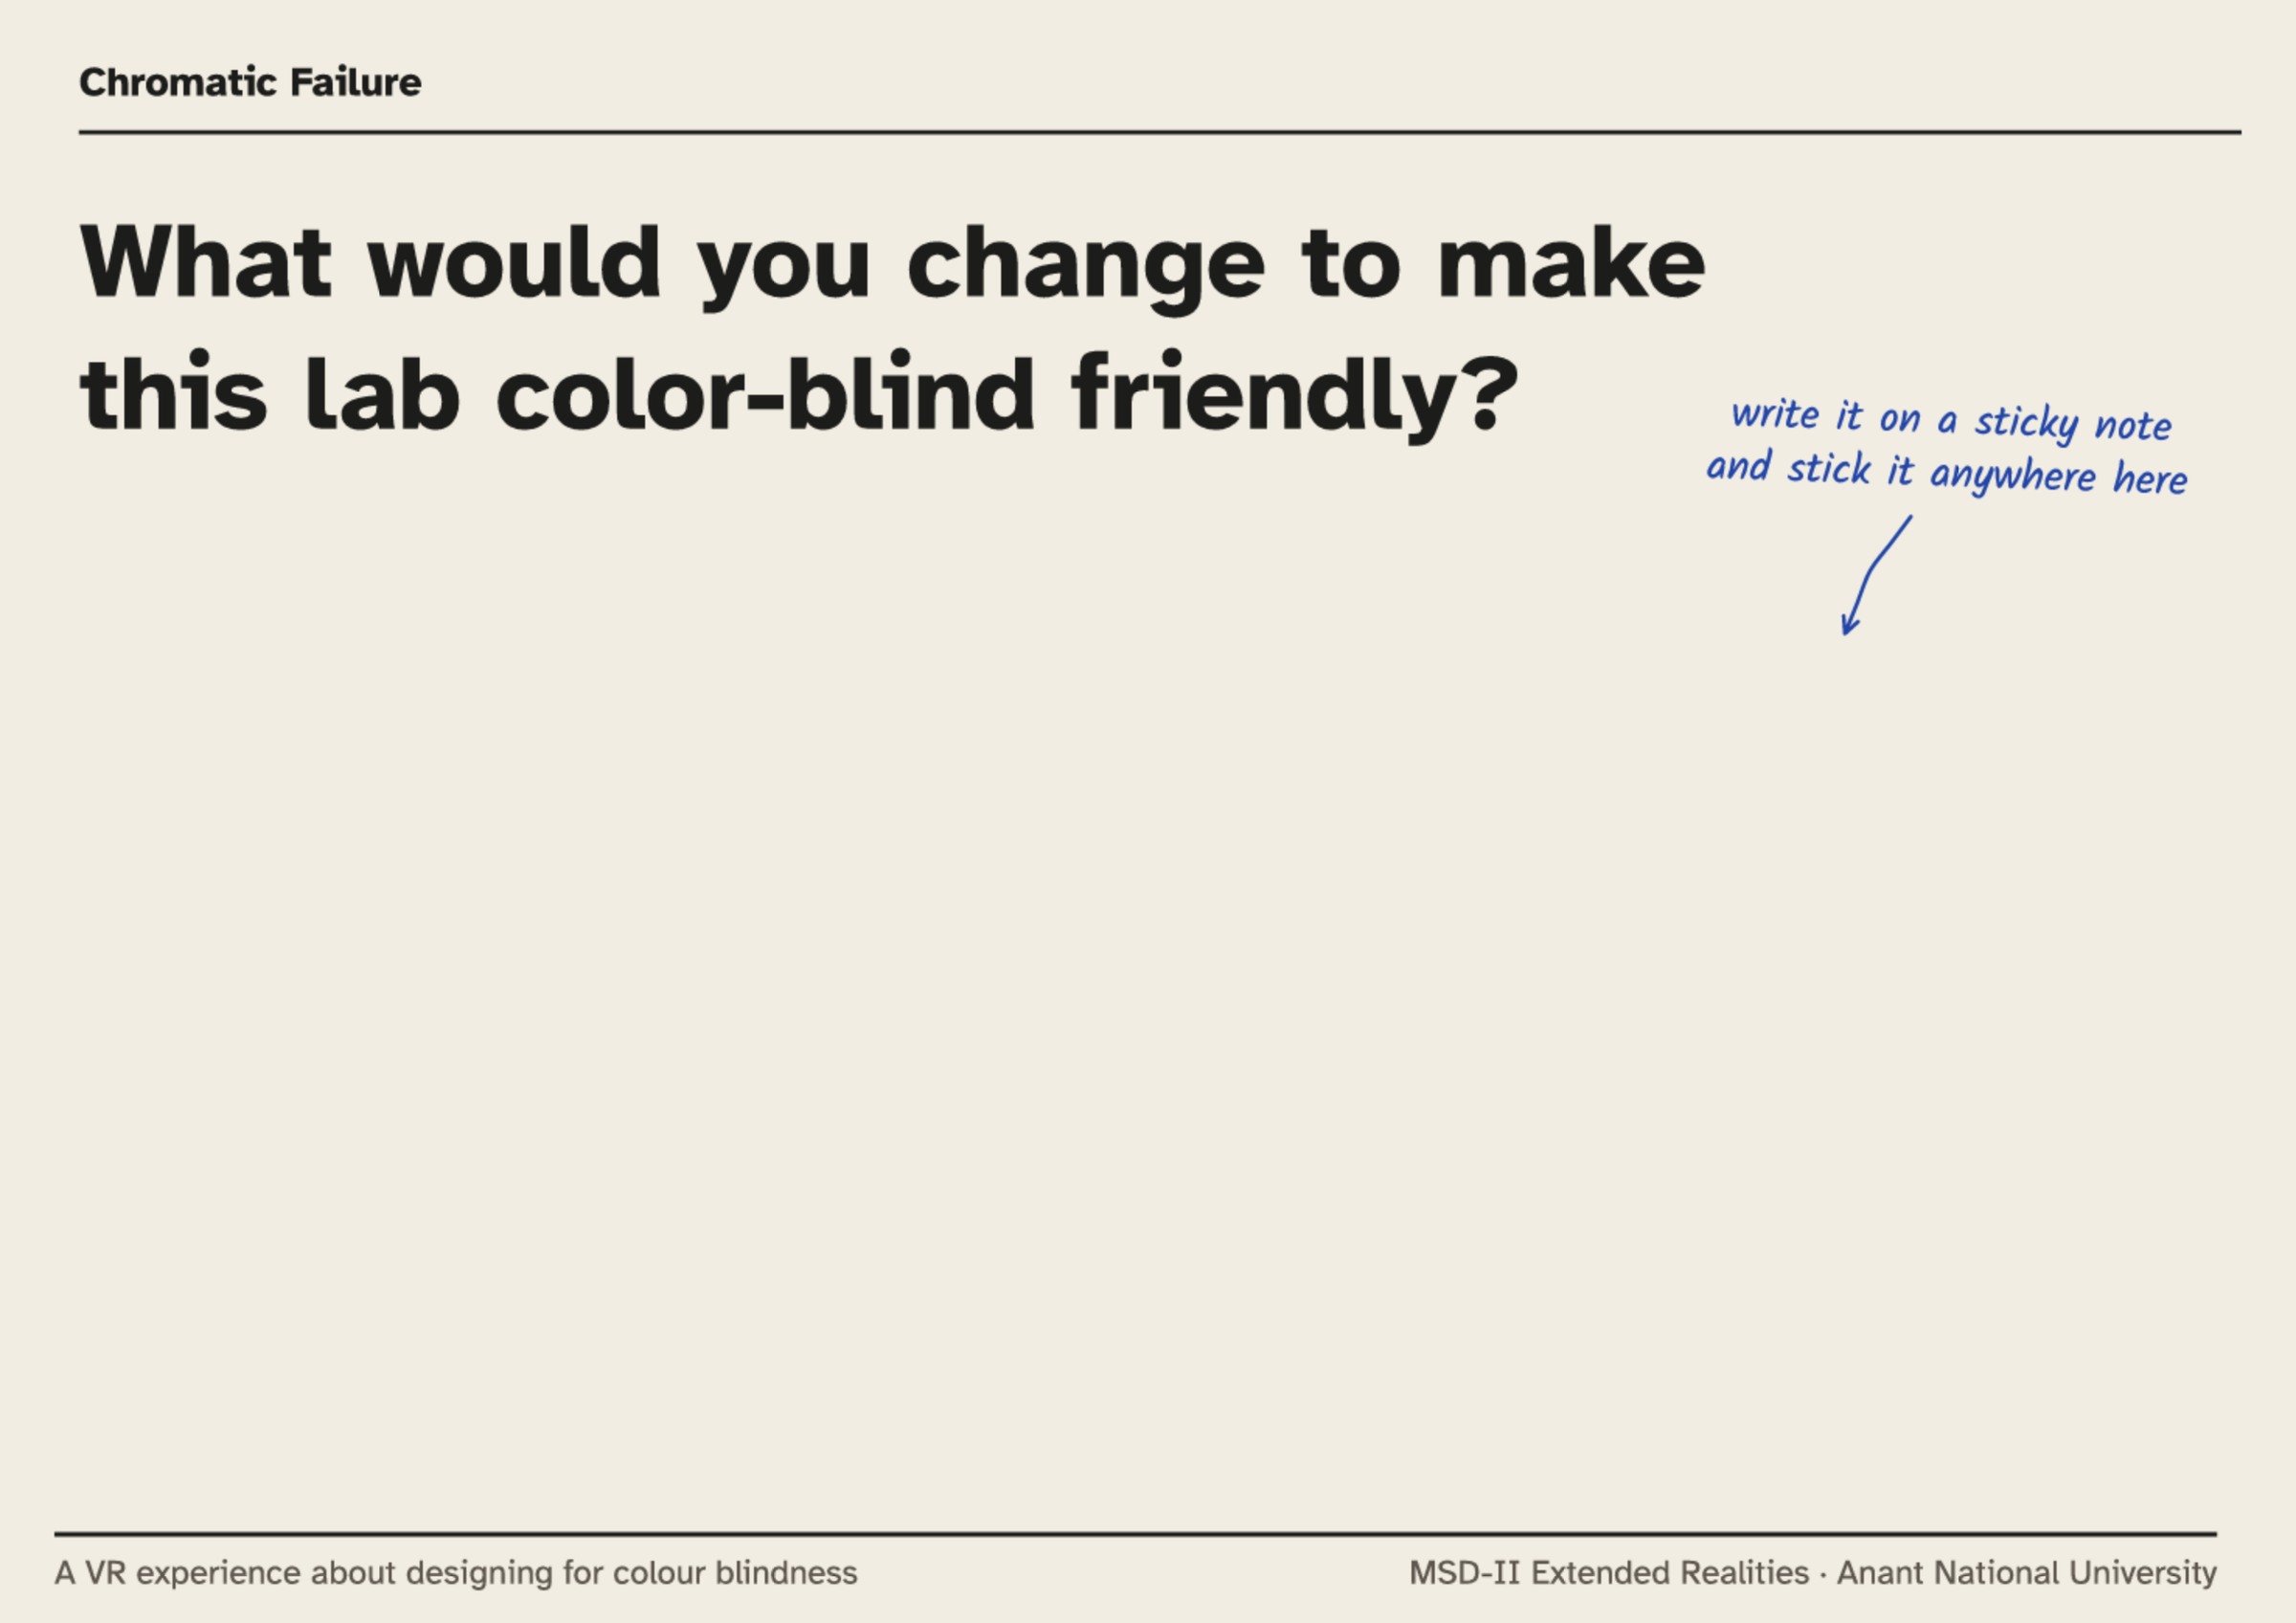 Chromatic Failure
What would you change to make
this lab color-blind friendly?
write it on a sticky note
and stick it anywhere here
A VR experience about designing for colour blindness
MSD-II Extended Realities · Anant National University